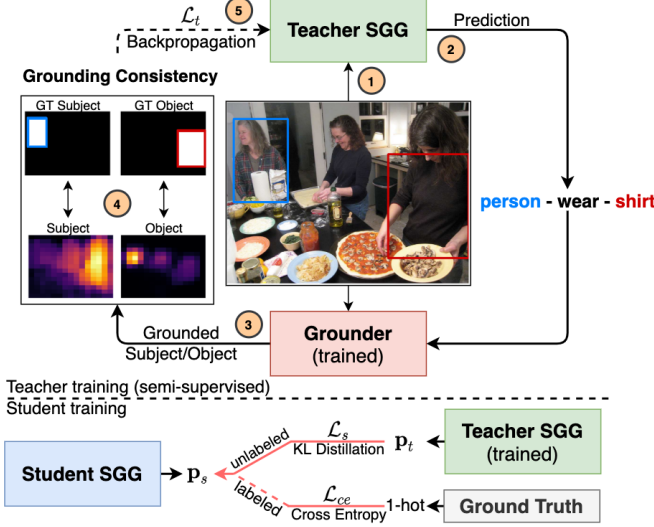 ℒt
5
Backpropagation
Teacher SGG
Prediction
2
1
Grounding Consistency
GT Subject
GT Object
4
Subject
Object
person - wear - shirt
3
Grounded
Subject/Object
Grounder
(trained)
Teacher training (semi-supervised)
Student training
Student SGG
ps
unlabeled
labeled
ℒs
KL Distillation
pt
Teacher SGG
(trained)
ℒce
Cross Entropy
1-hot
Ground Truth